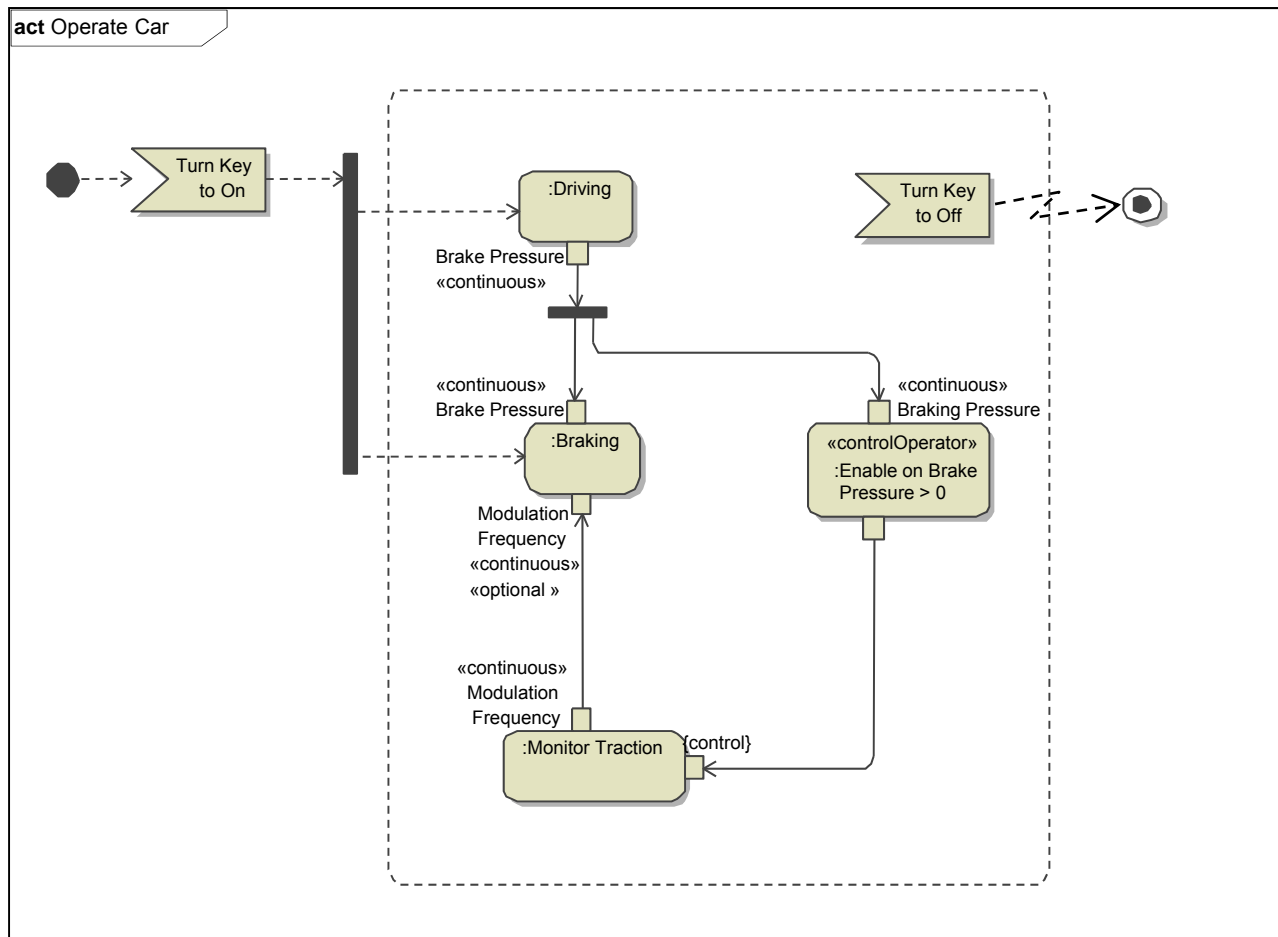 act Operate Car
Turn Key
to On
:Driving
Turn Key
to Off
Brake Pressure
«continuous»
«continuous»
Brake Pressure
«continuous»
Braking Pressure
:Braking
«controlOperator»
:Enable on Brake
Pressure > 0
Modulation
Frequency
«continuous»
«optional »
«continuous»
Modulation
Frequency
:Monitor Traction
{control}